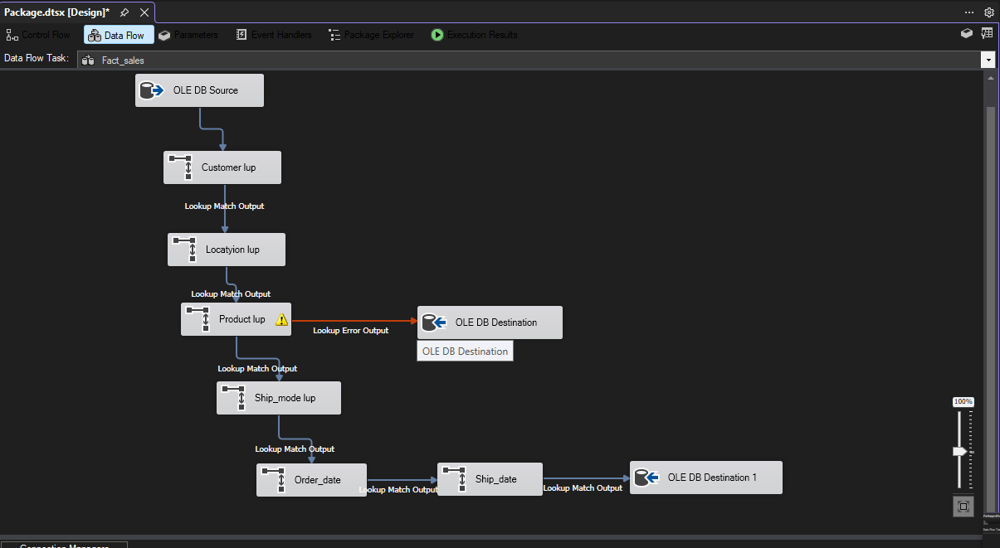 Package.dtsx [Design]*
Control Flow
Data Flow
Parameters
Event Handlers
Package Explorer
Execution Results
Data Flow Task:
Fact_sales
OLE DB Source
Customer lup
Lookup Match Output
Locatyion lup
Lookup Match Output
Product lup
Lookup Error Output
OLE DB Destination
OLE DB Destination
Lookup Match Output
Ship_mode lup
100%
Lookup Match Output
Order_date
Lookup Match Output
Ship_date
Lookup Match Output
OLE DB Destination 1
Connection Managers